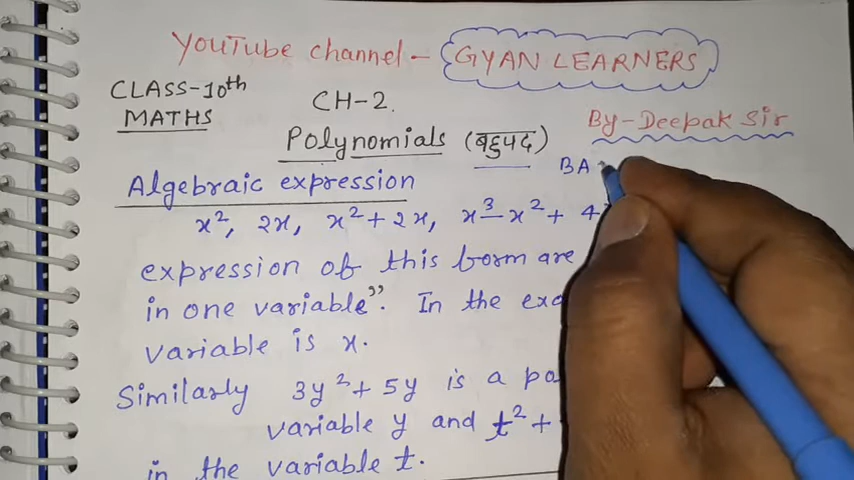 YouTube channel - GYAN LEARNERS
CLASS-10th
MATHS
CH-2.
By-Deepak Sir
Polynomials (बहुपद)
BA
Algebraic expression
x², 2x, x²+2x, x³-x²+ 4
expression of this form are
in one variable”. In the
variable is x.
Similarly 3y²+5y is a
variable y and t²+
in the variable t.